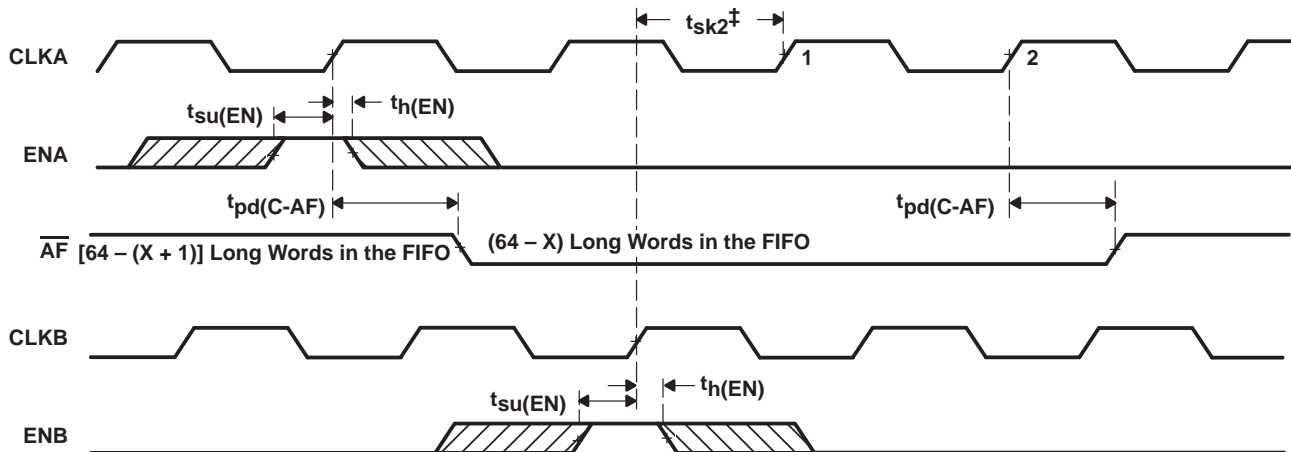 tsk2‡
CLKA
1
2
tsu(EN)
th(EN)
ENA
tpd(C-AF)
tpd(C-AF)
AF [64 – (X + 1)] Long Words in the FIFO
(64 – X) Long Words in the FIFO
CLKB
tsu(EN)
th(EN)
ENB